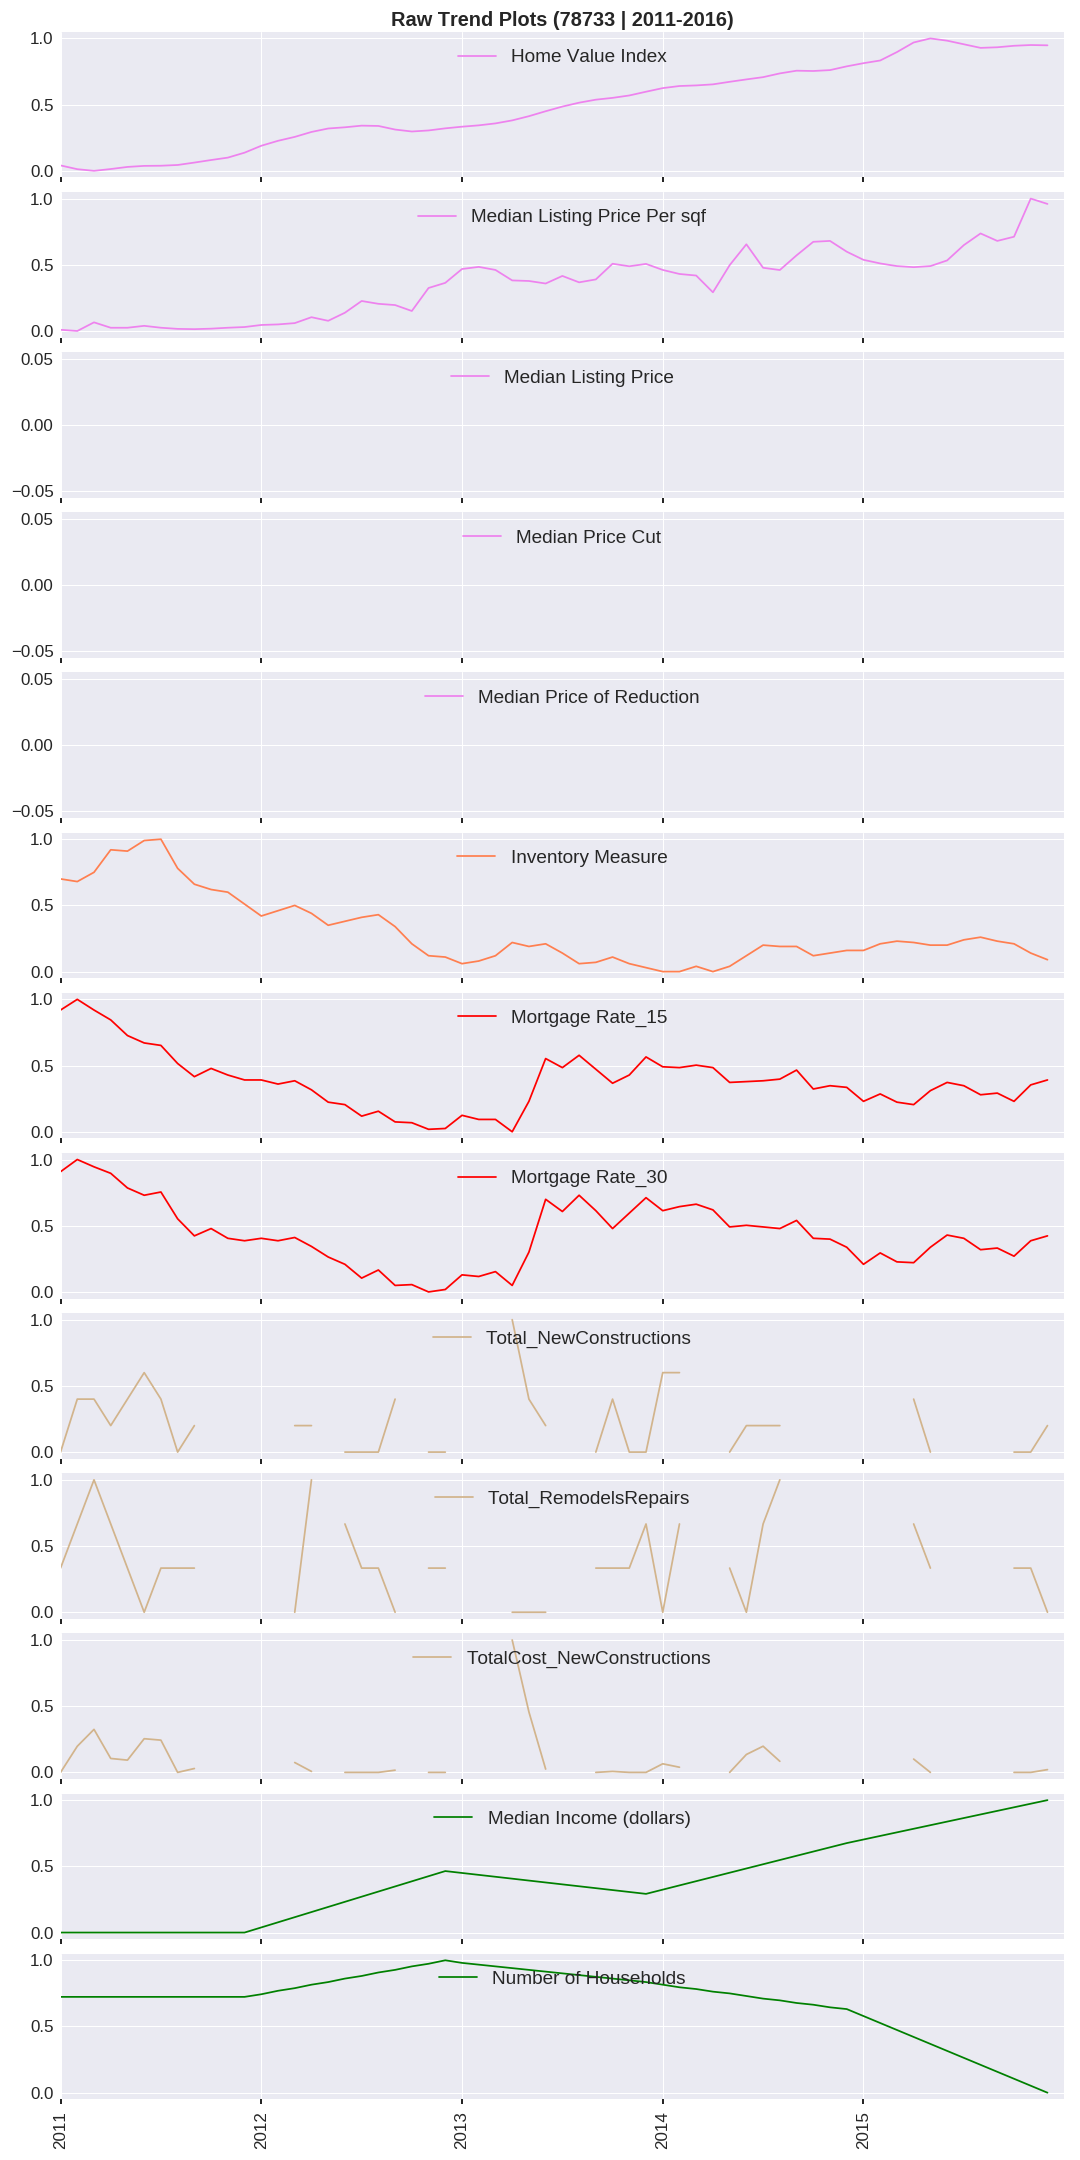 Raw Trend Plots (78733 | 2011-2016)
1.0
Home Value Index
0.5
0.0
1.0
Median Listing Price Per sqf
0.5
0.0
0.05
Median Listing Price
0.00
−0.05
0.05
Median Price Cut
0.00
−0.05
0.05
Median Price of Reduction
0.00
−0.05
1.0
Inventory Measure
0.5
0.0
1.0
Mortgage Rate_15
0.5
0.0
1.0
Mortgage Rate_30
0.5
0.0
1.0
Total_NewConstructions
0.5
0.0
1.0
Total_RemodelsRepairs
0.5
0.0
1.0
TotalCost_NewConstructions
0.5
0.0
1.0
Median Income (dollars)
0.5
0.0
1.0
Number of Households
0.5
0.0
2011 2012 2013 2014 2015